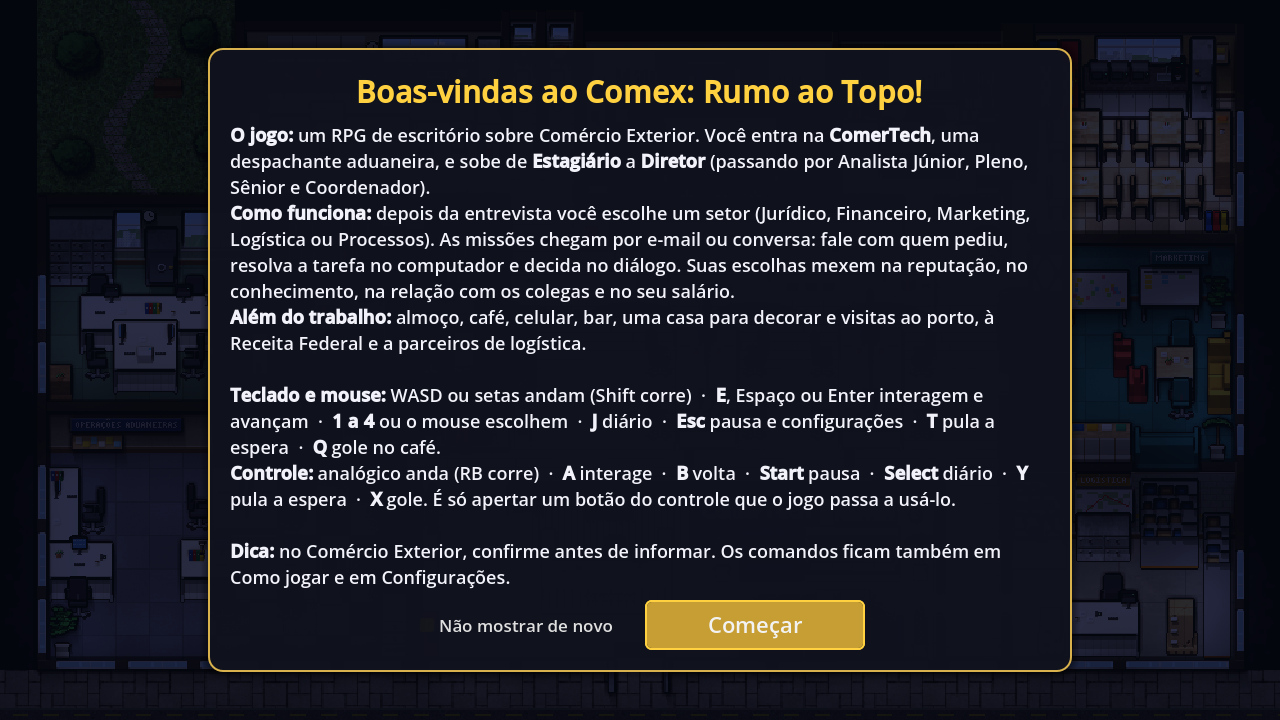 Boas-vindas ao Comex: Rumo ao Topo!
O jogo: um RPG de escritório sobre Comércio Exterior. Você entra na ComerTech, uma
despachante aduaneira, e sobe de Estagiário a Diretor (passando por Analista Júnior, Pleno,
Sênior e Coordenador).
Como funciona: depois da entrevista você escolhe um setor (Jurídico, Financeiro, Marketing,
Logística ou Processos). As missões chegam por e-mail ou conversa: fale com quem pediu,
resolva a tarefa no computador e decida no diálogo. Suas escolhas mexem na reputação, no
conhecimento, na relação com os colegas e no seu salário.
Além do trabalho: almoço, café, celular, bar, uma casa para decorar e visitas ao porto, à
Receita Federal e a parceiros de logística.
Teclado e mouse: WASD ou setas andam (Shift corre) · E, Espaço ou Enter interagem e
avançam · 1 a 4 ou o mouse escolhem · J diário · Esc pausa e configurações · T pula a
espera · Q gole no café.
Controle: analógico anda (RB corre) · A interage · B volta · Start pausa · Select diário · Y
pula a espera · X gole. É só apertar um botão do controle que o jogo passa a usá-lo.
Dica: no Comércio Exterior, confirme antes de informar. Os comandos ficam também em
Como jogar e em Configurações.
Não mostrar de novo
Começar
MARKETING
OPERAÇÕES ADUANEIRAS